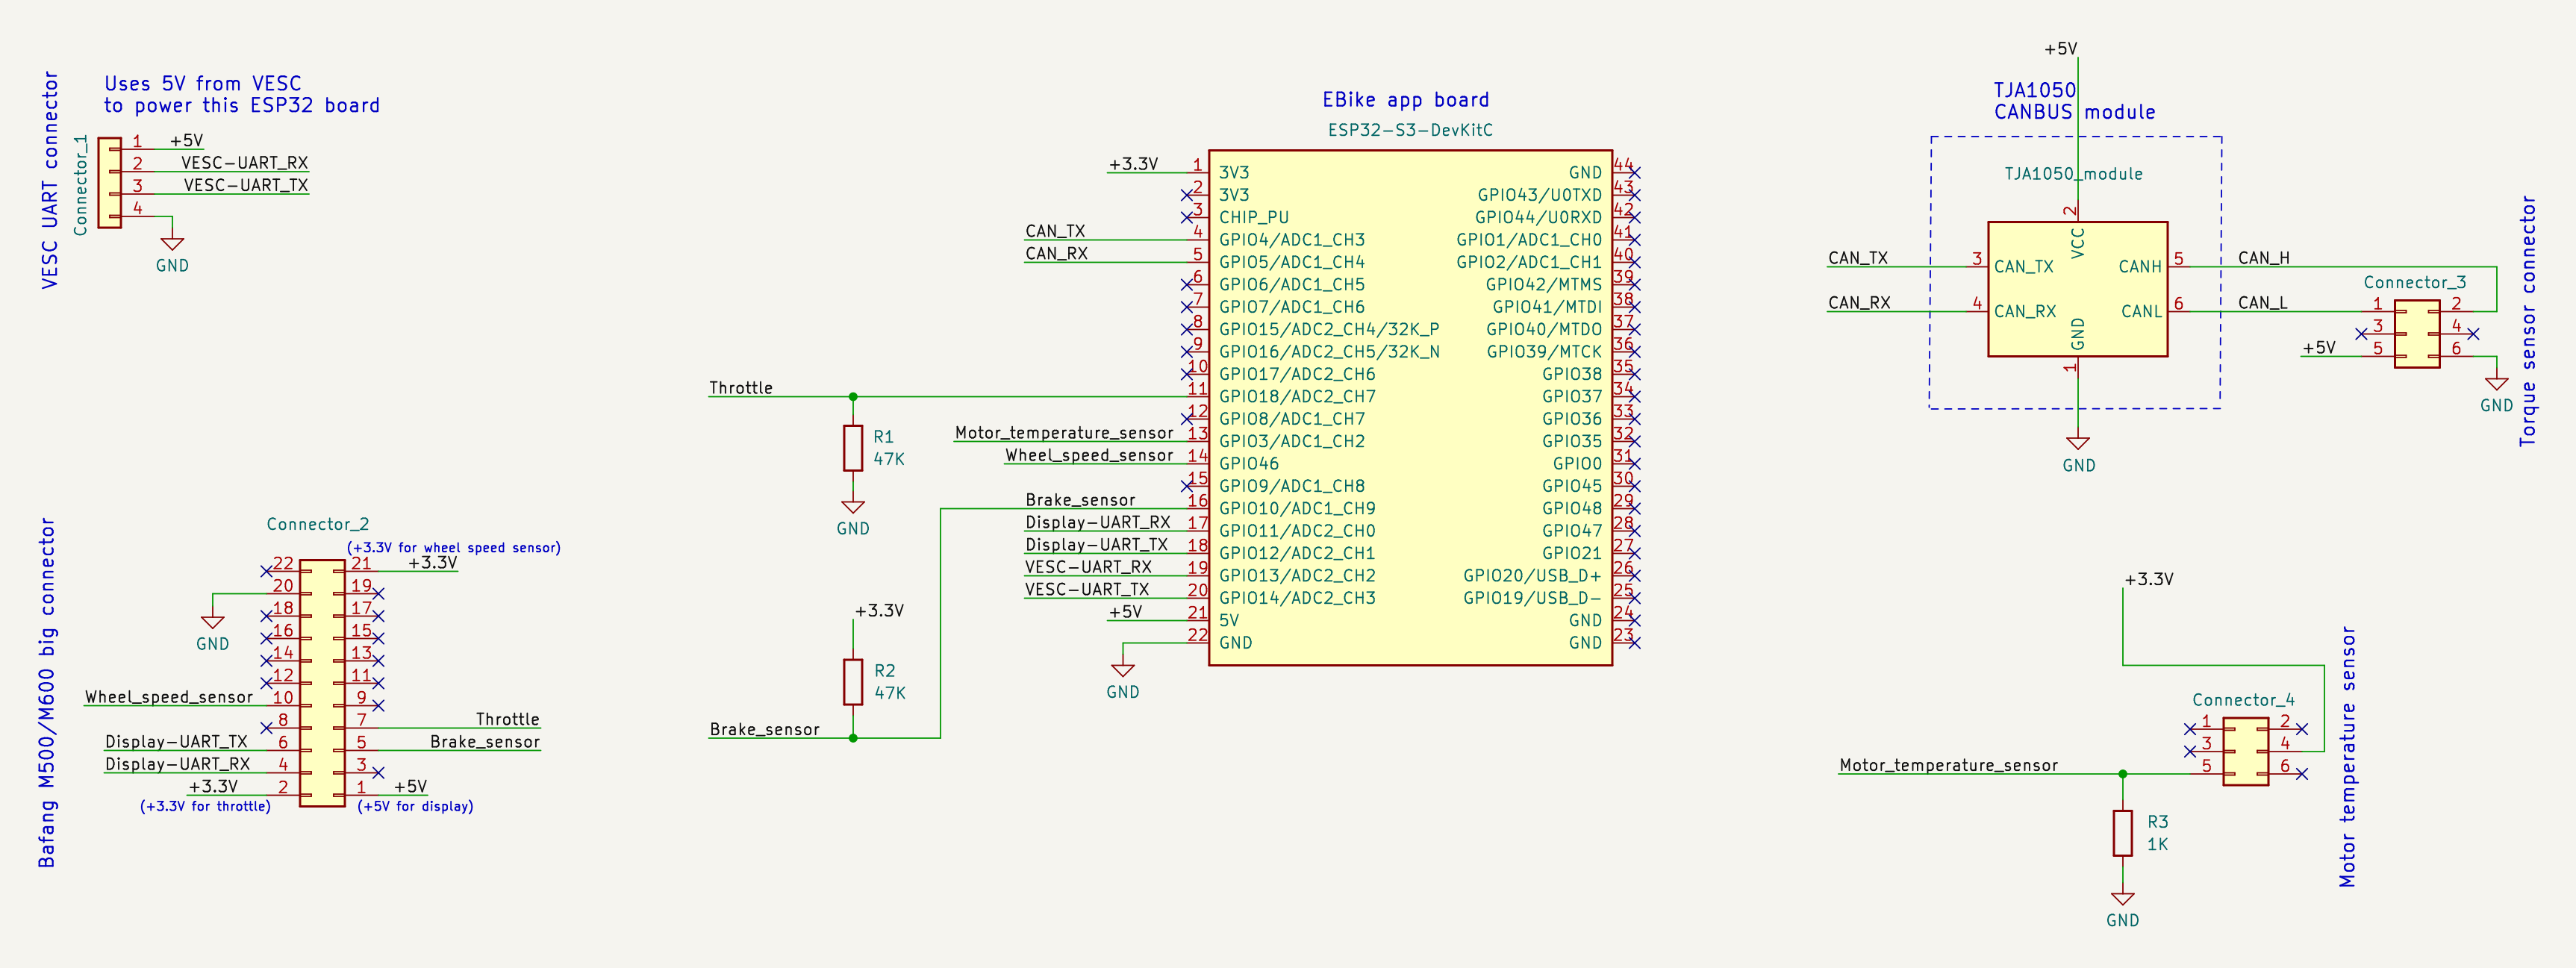 VESC UART connector
Uses 5V from VESC
to power this ESP32 board
Connector_1
1 +5V
2 VESC-UART_RX
3 VESC-UART_TX
4
GND
Bafang M500/M600 big connector
Connector_2
(+3.3V for wheel speed sensor)
22 21 +3.3V
20 19
18 17
GND
16 15
14 13
12 11
Wheel_speed_sensor 10 9
8 7 Throttle
Display-UART_TX 6 5 Brake_sensor
Display-UART_RX 4 3
+3.3V 2 1 +5V
(+3.3V for throttle) (+5V for display)
Throttle
R1
47K
GND
+3.3V
R2
47K
Brake_sensor
EBike app board
ESP32-S3-DevKitC
+3.3V 1 3V3 GND 44
2 3V3 GPIO43/U0TXD 43
3 CHIP_PU GPIO44/U0RXD 42
CAN_TX 4 GPIO4/ADC1_CH3 GPIO1/ADC1_CH0 41
CAN_RX 5 GPIO5/ADC1_CH4 GPIO2/ADC1_CH1 40
6 GPIO6/ADC1_CH5 GPIO42/MTMS 39
7 GPIO7/ADC1_CH6 GPIO41/MTDI 38
8 GPIO15/ADC2_CH4/32K_P GPIO40/MTDO 37
9 GPIO16/ADC2_CH5/32K_N GPIO39/MTCK 36
10 GPIO17/ADC2_CH6 GPIO38 35
11 GPIO18/ADC2_CH7 GPIO37 34
12 GPIO8/ADC1_CH7 GPIO36 33
Motor_temperature_sensor 13 GPIO3/ADC1_CH2 GPIO35 32
Wheel_speed_sensor 14 GPIO46 GPIO0 31
15 GPIO9/ADC1_CH8 GPIO45 30
Brake_sensor 16 GPIO10/ADC1_CH9 GPIO48 29
Display-UART_RX 17 GPIO11/ADC2_CH0 GPIO47 28
Display-UART_TX 18 GPIO12/ADC2_CH1 GPIO21 27
VESC-UART_RX 19 GPIO13/ADC2_CH2 GPIO20/USB_D+ 26
VESC-UART_TX 20 GPIO14/ADC2_CH3 GPIO19/USB_D- 25
+5V 21 5V GND 24
22 GND GND 23
GND
+5V
TJA1050
CANBUS module
TJA1050_module
2
VCC
CAN_TX 3 CAN_TX CANH 5 CAN_H
CAN_RX 4 CAN_RX CANL 6 CAN_L
GND
1
GND
Connector_3
1 2
3 4
+5V 5 6
GND
Torque sensor connector
+3.3V
Connector_4
1 2
3 4
Motor_temperature_sensor 5 6
R3
1K
GND
Motor temperature sensor